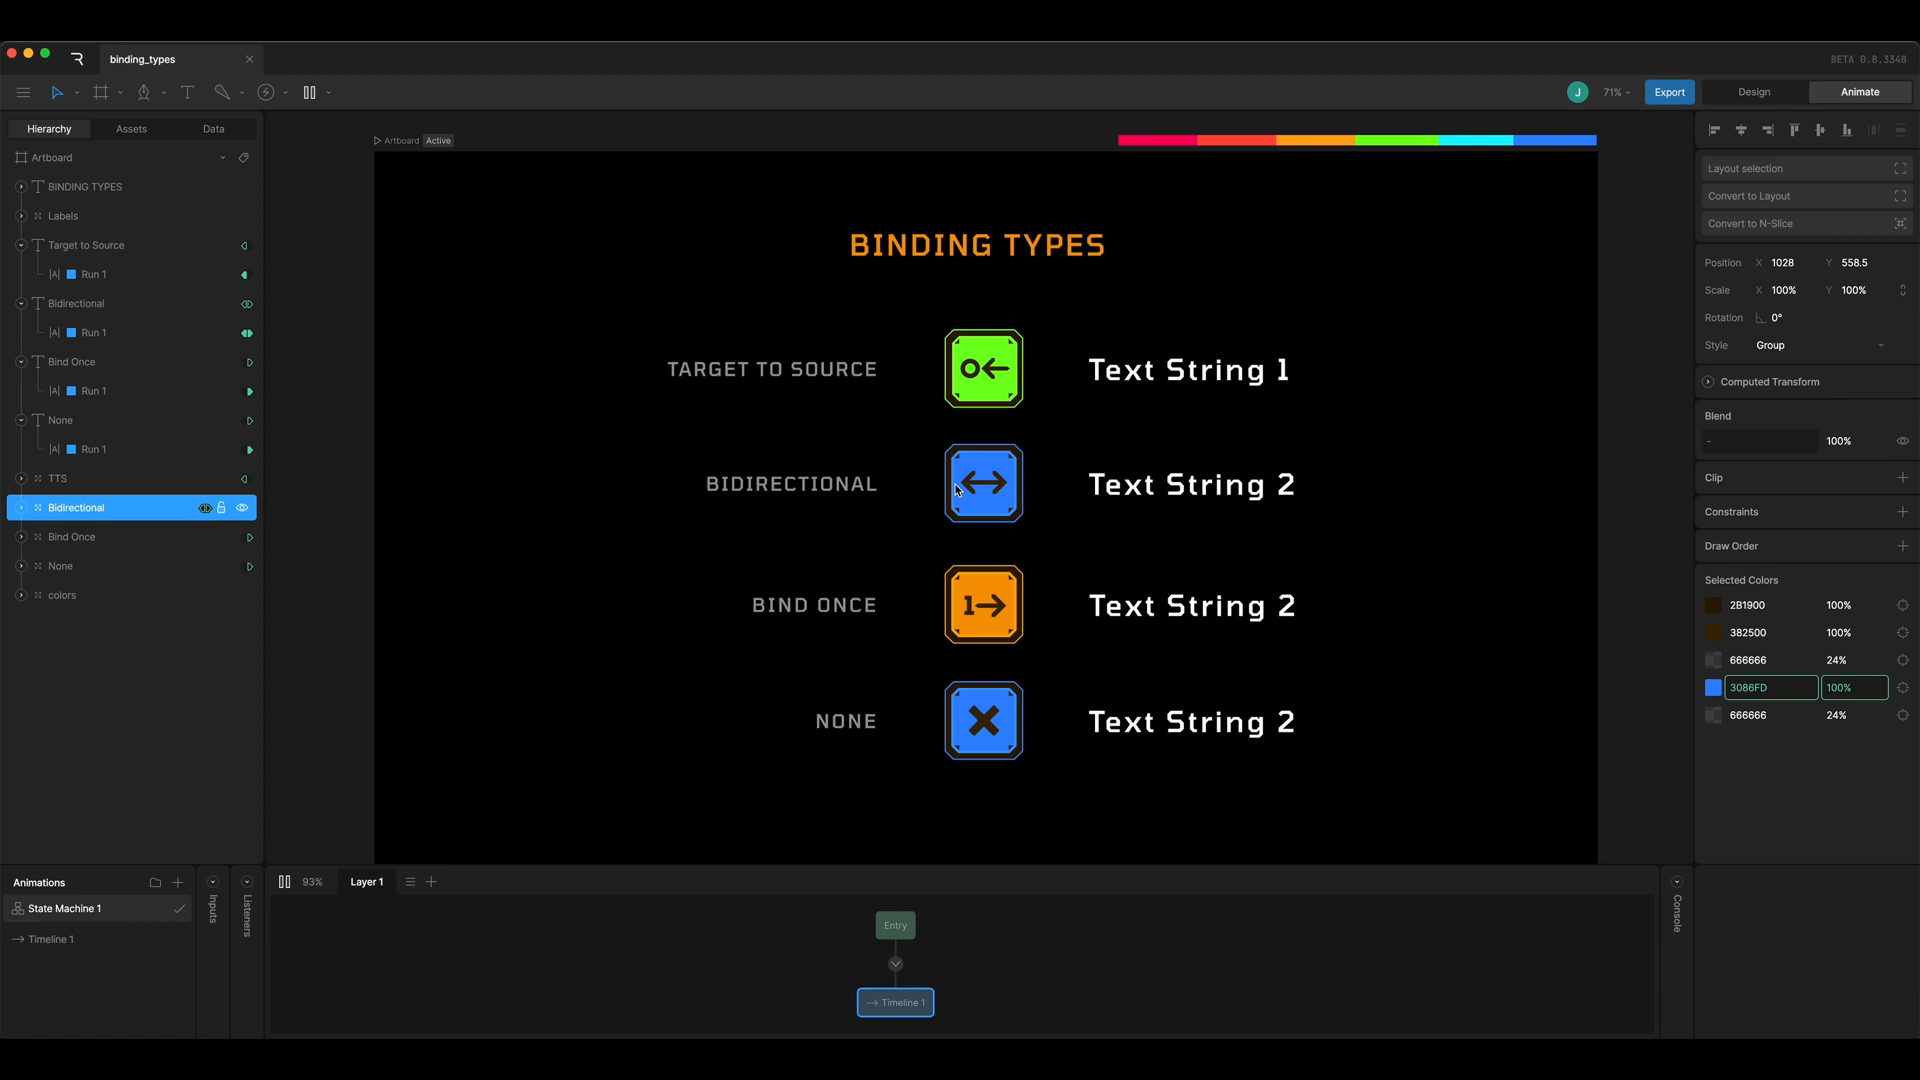 binding_types
BETA 0.8.3348
J
71%
Export
Design
Animate
Hierarchy
Assets
Data
Artboard
BINDING TYPES
Labels
Target to Source
Run 1
Bidirectional
Run 1
Bind Once
Run 1
None
Run 1
TTS
Bidirectional
Bind Once
None
colors
Artboard Active
BINDING TYPES
TARGET TO SOURCE
Text String 1
BIDIRECTIONAL
Text String 2
BIND ONCE
1
Text String 2
NONE
Text String 2
Layout selection
Convert to Layout
Convert to N-Slice
Position X 1028 Y 558.5
Scale X 100% Y 100%
Rotation 0°
Style Group
Computed Transform
Blend
- 100%
Clip
Constraints
Draw Order
Selected Colors
2B1900 100%
382500 100%
666666 24%
3086FD 100%
666666 24%
Animations
State Machine 1
Timeline 1
Inputs
Listeners
93%
Layer 1
Entry
Timeline 1
Console